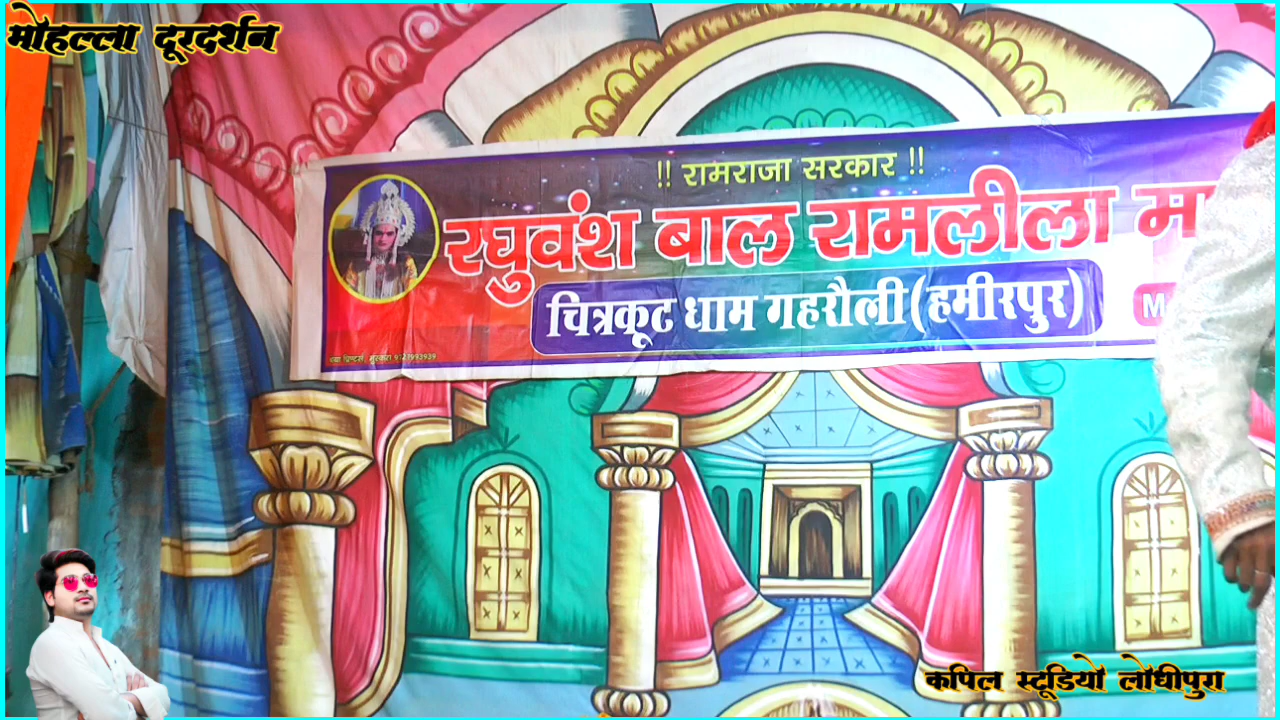 मोहल्ला दूरदर्शन
!! रामराजा सरकार !!
रघुवंश बाल रामलीला म
चित्रकूट धाम गहरौली (हमीरपुर)
M
कपिल स्टूडियो लोधीपुरा